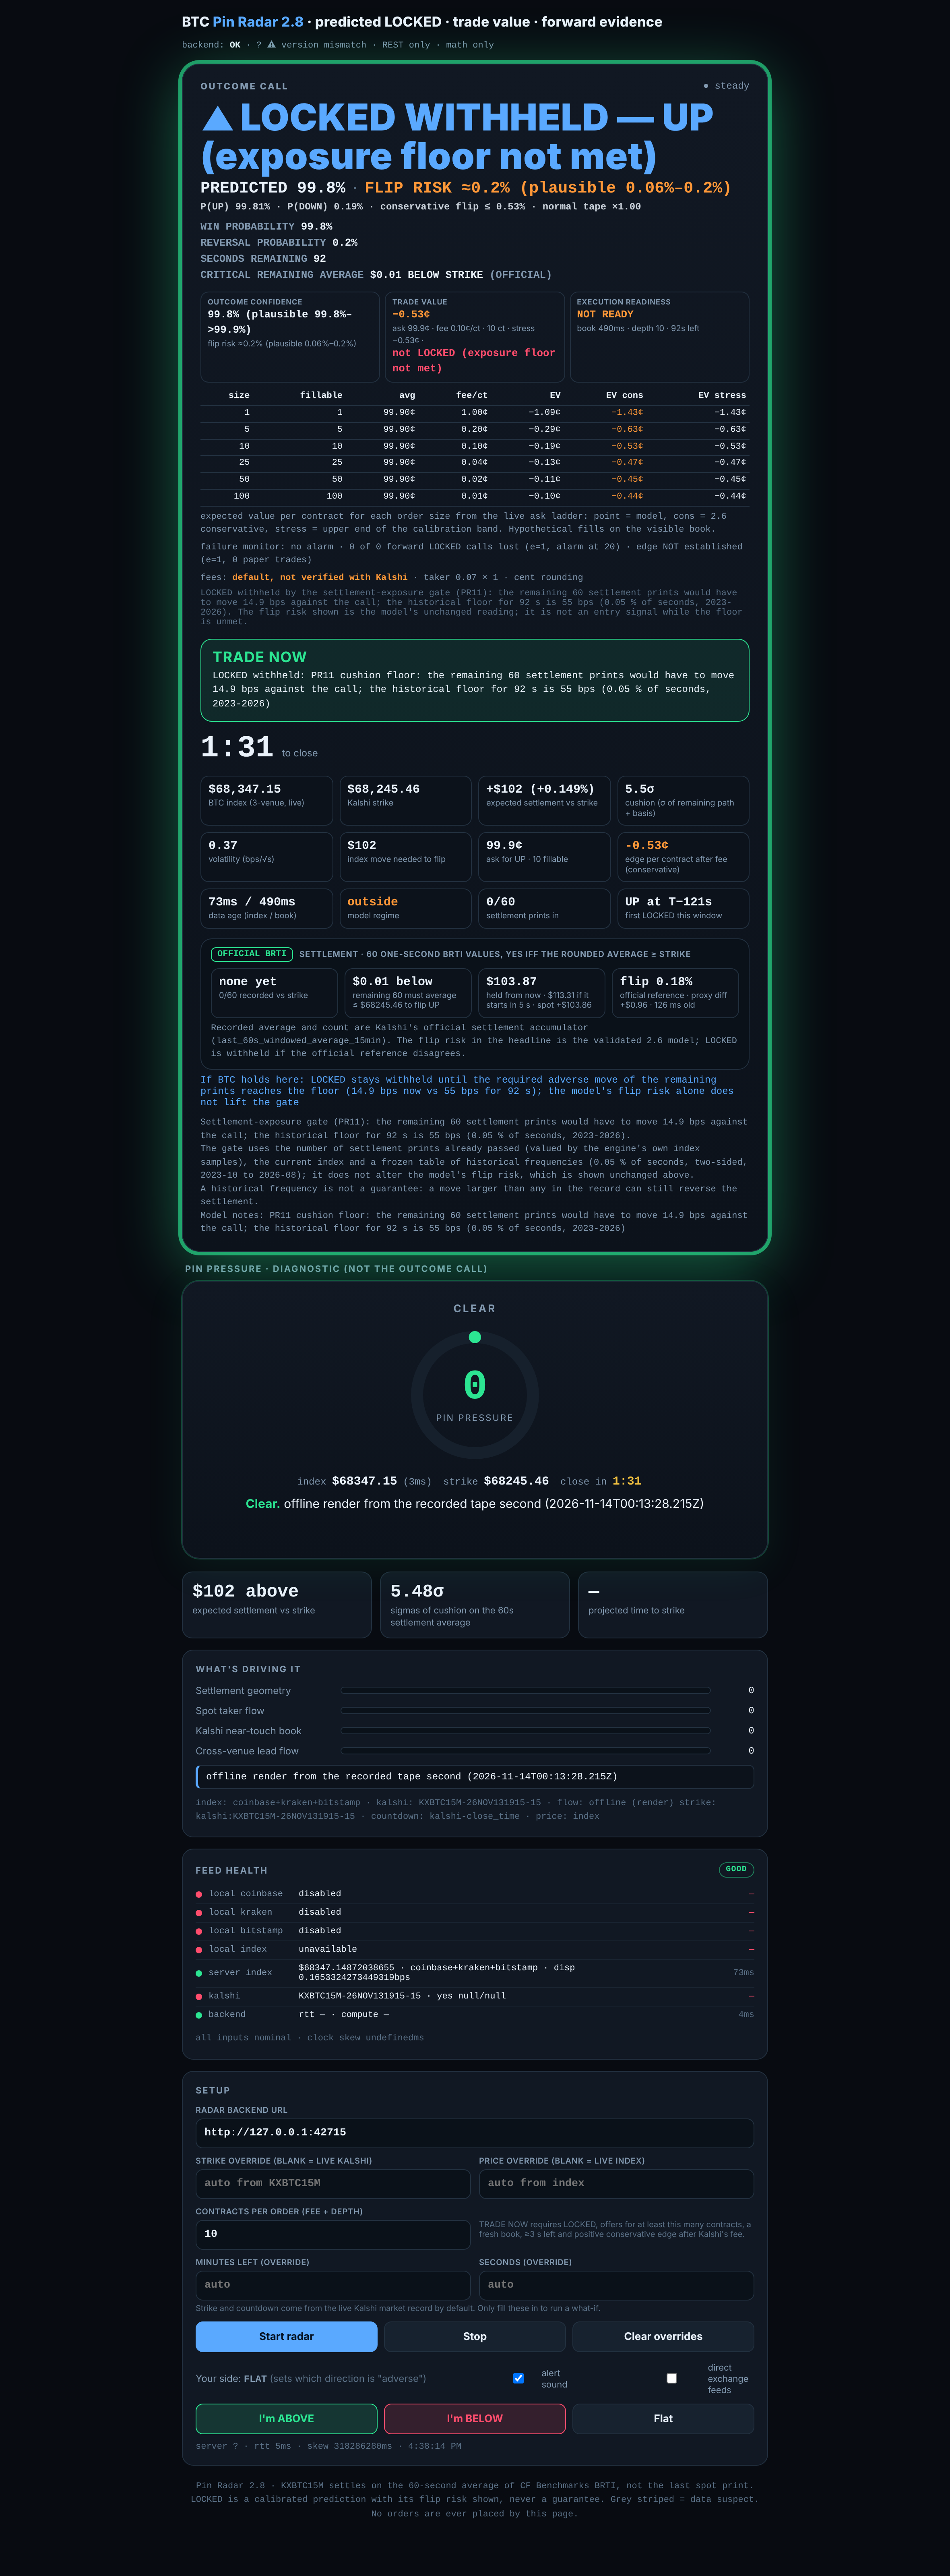 BTC Pin Radar 2.8 · predicted LOCKED · trade value · forward evidence
backend: OK · ? ⚠ version mismatch · REST only · math only
OUTCOME CALL
● steady
▲ LOCKED WITHHELD — UP
(exposure floor not met)
PREDICTED 99.8% · FLIP RISK ≈0.2% (plausible 0.06%–0.2%)
P(UP) 99.81% · P(DOWN) 0.19% · conservative flip ≤ 0.53% · normal tape ×1.00
WIN PROBABILITY 99.8%
REVERSAL PROBABILITY 0.2%
SECONDS REMAINING 92
CRITICAL REMAINING AVERAGE $0.01 BELOW STRIKE (OFFICIAL)
OUTCOME CONFIDENCE
99.8% (plausible 99.8%–
>99.9%)
flip risk ≈0.2% (plausible 0.06%–0.2%)
TRADE VALUE
−0.53¢
ask 99.9¢ · fee 0.10¢/ct · 10 ct · stress
−0.53¢ ·
not LOCKED (exposure floor
not met)
EXECUTION READINESS
NOT READY
book 490ms · depth 10 · 92s left
size fillable avg fee/ct EV EV cons EV stress
1 1 99.90¢ 1.00¢ −1.09¢ −1.43¢ −1.43¢
5 5 99.90¢ 0.20¢ −0.29¢ −0.63¢ −0.63¢
10 10 99.90¢ 0.10¢ −0.19¢ −0.53¢ −0.53¢
25 25 99.90¢ 0.04¢ −0.13¢ −0.47¢ −0.47¢
50 50 99.90¢ 0.02¢ −0.11¢ −0.45¢ −0.45¢
100 100 99.90¢ 0.01¢ −0.10¢ −0.44¢ −0.44¢
expected value per contract for each order size from the live ask ladder: point = model, cons = 2.6
conservative, stress = upper end of the calibration band. Hypothetical fills on the visible book.
failure monitor: no alarm · 0 of 0 forward LOCKED calls lost (e=1, alarm at 20) · edge NOT established
(e=1, 0 paper trades)
fees: default, not verified with Kalshi · taker 0.07 × 1 · cent rounding
LOCKED withheld by the settlement-exposure gate (PR11): the remaining 60 settlement prints would have
to move 14.9 bps against the call; the historical floor for 92 s is 55 bps (0.05 % of seconds, 2023-
2026). The flip risk shown is the model's unchanged reading; it is not an entry signal while the floor
is unmet.
TRADE NOW
LOCKED withheld: PR11 cushion floor: the remaining 60 settlement prints would have to move
14.9 bps against the call; the historical floor for 92 s is 55 bps (0.05 % of seconds,
2023-2026)
1:31 to close
$68,347.15
BTC index (3-venue, live)
$68,245.46
Kalshi strike
+$102 (+0.149%)
expected settlement vs strike
5.5σ
cushion (σ of remaining path
+ basis)
0.37
volatility (bps/√s)
$102
index move needed to flip
99.9¢
ask for UP · 10 fillable
-0.53¢
edge per contract after fee
(conservative)
73ms / 490ms
data age (index / book)
outside
model regime
0/60
settlement prints in
UP at T−121s
first LOCKED this window
OFFICIAL BRTI SETTLEMENT · 60 ONE-SECOND BRTI VALUES, YES IFF THE ROUNDED AVERAGE ≥ STRIKE
none yet
0/60 recorded vs strike
$0.01 below
remaining 60 must average
≤ $68245.46 to flip UP
$103.87
held from now · $113.31 if it
starts in 5 s · spot +$103.86
flip 0.18%
official reference · proxy diff
+$0.96 · 126 ms old
Recorded average and count are Kalshi's official settlement accumulator
(last_60s_windowed_average_15min). The flip risk in the headline is the validated 2.6 model; LOCKED
is withheld if the official reference disagrees.
If BTC holds here: LOCKED stays withheld until the required adverse move of the remaining
prints reaches the floor (14.9 bps now vs 55 bps for 92 s); the model's flip risk alone does
not lift the gate
Settlement-exposure gate (PR11): the remaining 60 settlement prints would have to move 14.9 bps against
the call; the historical floor for 92 s is 55 bps (0.05 % of seconds, 2023-2026).
The gate uses the number of settlement prints already passed (valued by the engine's own index
samples), the current index and a frozen table of historical frequencies (0.05 % of seconds, two-sided,
2023-10 to 2026-08); it does not alter the model's flip risk, which is shown unchanged above.
A historical frequency is not a guarantee: a move larger than any in the record can still reverse the
settlement.
Model notes: PR11 cushion floor: the remaining 60 settlement prints would have to move 14.9 bps against
the call; the historical floor for 92 s is 55 bps (0.05 % of seconds, 2023-2026)
PIN PRESSURE · DIAGNOSTIC (NOT THE OUTCOME CALL)
CLEAR
0
PIN PRESSURE
index $68347.15 (3ms) strike $68245.46 close in 1:31
Clear. offline render from the recorded tape second (2026-11-14T00:13:28.215Z)
$102 above
expected settlement vs strike
5.48σ
sigmas of cushion on the 60s
settlement average
—
projected time to strike
WHAT'S DRIVING IT
Settlement geometry 0
Spot taker flow 0
Kalshi near-touch book 0
Cross-venue lead flow 0
offline render from the recorded tape second (2026-11-14T00:13:28.215Z)
index: coinbase+kraken+bitstamp · kalshi: KXBTC15M-26NOV131915-15 · flow: offline (render) strike:
kalshi:KXBTC15M-26NOV131915-15 · countdown: kalshi-close_time · price: index
FEED HEALTH
GOOD
local coinbase disabled —
local kraken disabled —
local bitstamp disabled —
local index unavailable —
server index $68347.14872038655 · coinbase+kraken+bitstamp · disp
0.1653324273449319bps 73ms
kalshi KXBTC15M-26NOV131915-15 · yes null/null —
backend rtt — · compute — 4ms
all inputs nominal · clock skew undefinedms
SETUP
RADAR BACKEND URL
http://127.0.0.1:42715
STRIKE OVERRIDE (BLANK = LIVE KALSHI)
auto from KXBTC15M
PRICE OVERRIDE (BLANK = LIVE INDEX)
auto from index
CONTRACTS PER ORDER (FEE + DEPTH)
10
TRADE NOW requires LOCKED, offers for at least this many contracts, a
fresh book, ≥3 s left and positive conservative edge after Kalshi's fee.
MINUTES LEFT (OVERRIDE)
auto
SECONDS (OVERRIDE)
auto
Strike and countdown come from the live Kalshi market record by default. Only fill these in to run a what-if.
Start radar
Stop
Clear overrides
Your side: FLAT (sets which direction is "adverse")
alert
sound
direct
exchange
feeds
I'm ABOVE
I'm BELOW
Flat
server ? · rtt 5ms · skew 318286280ms · 4:38:14 PM
Pin Radar 2.8 · KXBTC15M settles on the 60-second average of CF Benchmarks BRTI, not the last spot print.
LOCKED is a calibrated prediction with its flip risk shown, never a guarantee. Grey striped = data suspect.
No orders are ever placed by this page.